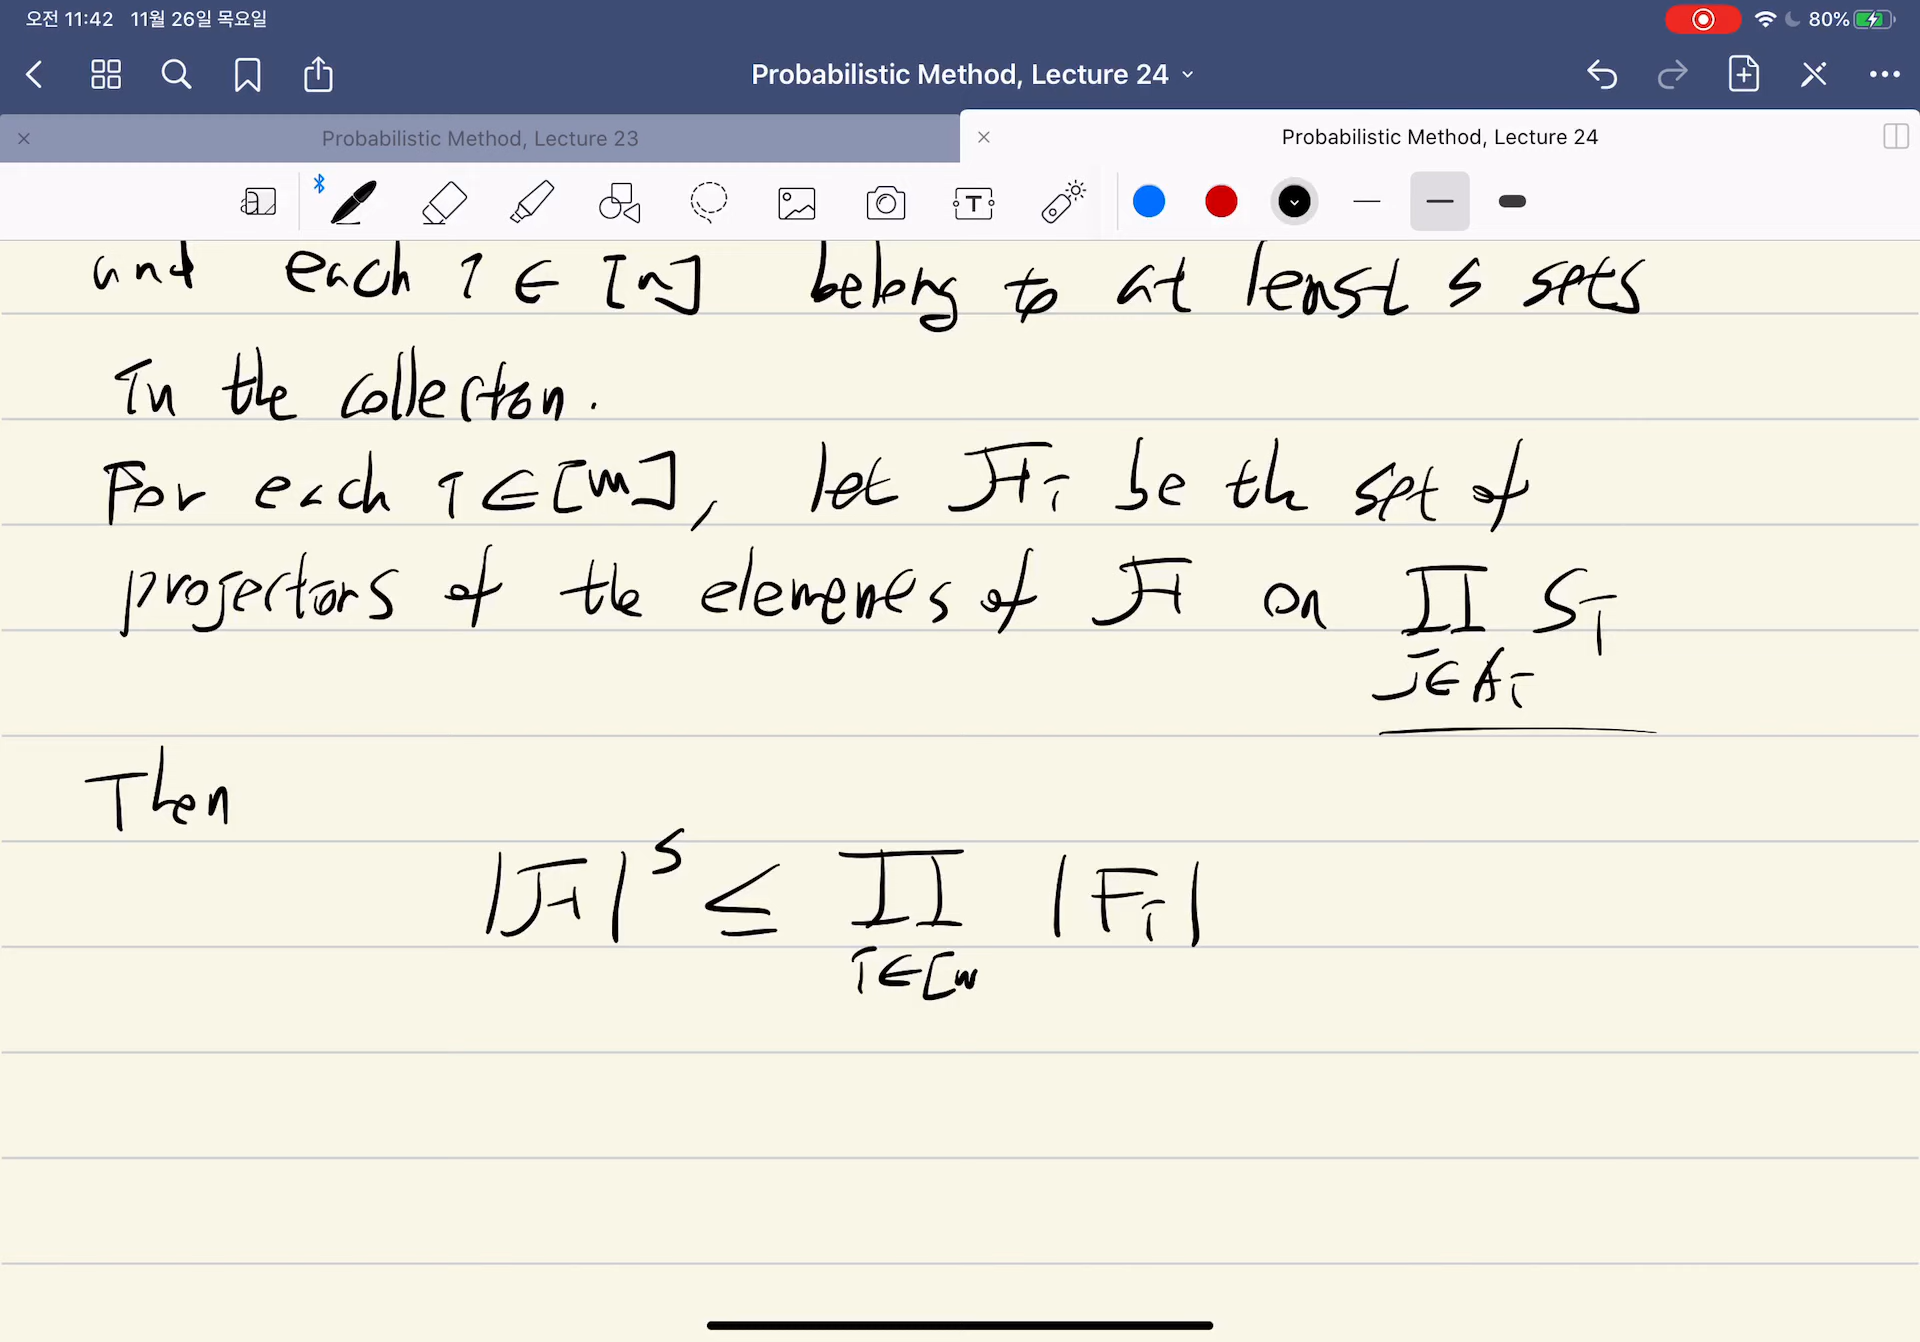 오전 11:42 11월 26일 목요일 80%
Probabilistic Method, Lecture 24
Probabilistic Method, Lecture 23 Probabilistic Method, Lecture 24
and each i ∈ [n] belong to at least s sets
in the collection.
For each i ∈ [m], let ℱᵢ be the set of
projections of the elements of ℱ on ∏ Sᵢ
j ∈ Aᵢ
Then
|ℱ|ˢ ≤ ∏ |Fᵢ|
i ∈ [m